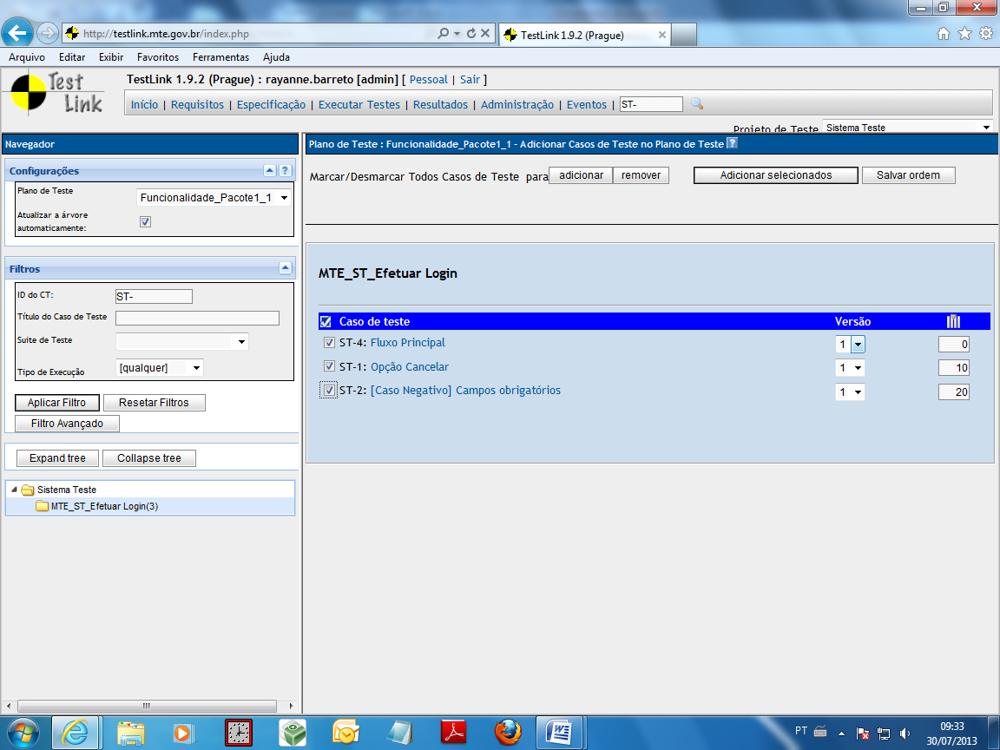 http://testlink.mte.gov.br/index.php
TestLink 1.9.2 (Prague)
Arquivo Editar Exibir Favoritos Ferramentas Ajuda
Test Link
TestLink 1.9.2 (Prague) : rayanne.barreto [admin] [ Pessoal | Sair ]
Início | Requisitos | Especificação | Executar Testes | Resultados | Administração | Eventos | ST-
Projeto de Teste Sistema Teste
Navegador
Configurações
Plano de Teste Funcionalidade_Pacote1_1
Atualizar a árvore
automaticamente:
Filtros
ID do CT: ST-
Título do Caso de Teste
Suite de Teste
Tipo de Execução [qualquer]
Aplicar Filtro Resetar Filtros
Filtro Avançado
Expand tree Collapse tree
Sistema Teste
MTE_ST_Efetuar Login(3)
Plano de Teste : Funcionalidade_Pacote1_1 - Adicionar Casos de Teste no Plano de Teste ?
Marcar/Desmarcar Todos Casos de Teste para adicionar remover Adicionar selecionados Salvar ordem
MTE_ST_Efetuar Login
Caso de teste Versão
ST-4: Fluxo Principal 1 0
ST-1: Opção Cancelar 1 10
ST-2: [Caso Negativo] Campos obrigatórios 1 20
PT
09:33
30/07/2013